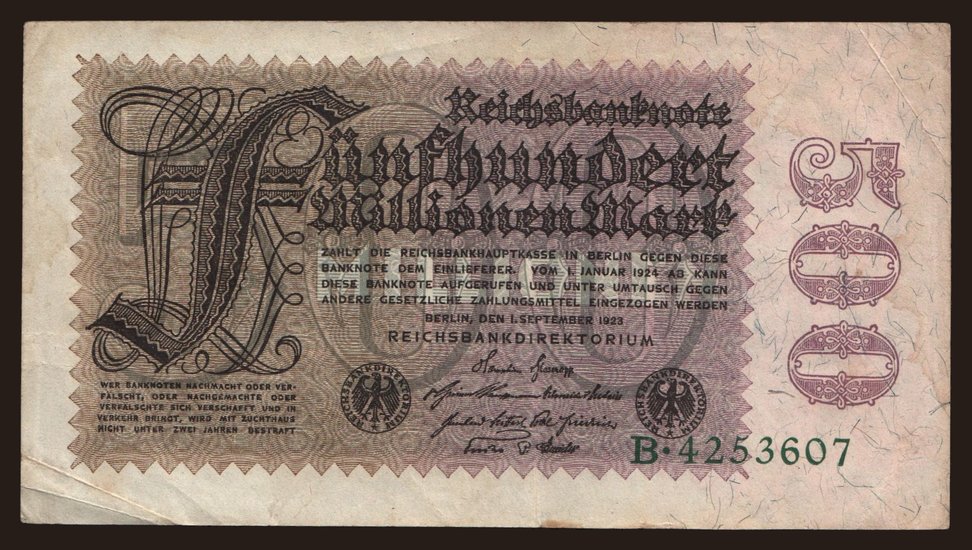 Reichsbanknote
Fünfhundert
Millionen Mark
ZAHLT DIE REICHSBANKHAUPTKASSE IN BERLIN GEGEN DIESE
BANKNOTE DEM EINLIEFERER. VOM 1. JANUAR 1924 AB KANN
DIESE BANKNOTE AUFGERUFEN UND UNTER UMTAUSCH GEGEN
ANDERE GESETZLICHE ZAHLUNGSMITTEL EINGEZOGEN WERDEN
BERLIN, DEN 1. SEPTEMBER 1923
REICHSBANKDIREKTORIUM
WER BANKNOTEN NACHMACHT ODER VER-
FÄLSCHT, ODER NACHGEMACHTE ODER
VERFÄLSCHTE SICH VERSCHAFFT UND IN
VERKEHR BRINGT, WIRD MIT ZUCHTHAUS
NICHT UNTER ZWEI JAHREN BESTRAFT
REICHSBANKDIREKTORIUM
REICHSBANKDIREKTORIUM
B·4253607
500